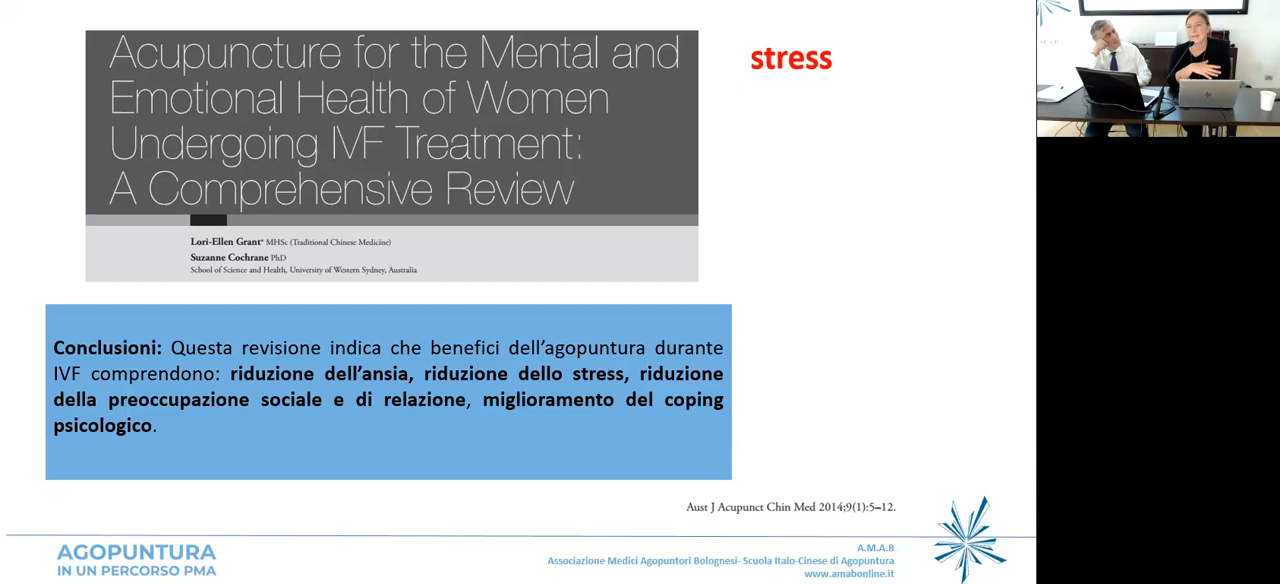 Acupuncture for the Mental and
Emotional Health of Women
Undergoing IVF Treatment:
A Comprehensive Review
stress
Lori-Ellen Grant* MHSc (Traditional Chinese Medicine)
Suzanne Cochrane PhD
School of Science and Health, University of Western Sydney, Australia
Conclusioni: Questa revisione indica che benefici dell’agopuntura durante
IVF comprendono: riduzione dell’ansia, riduzione dello stress, riduzione
della preoccupazione sociale e di relazione, miglioramento del coping
psicologico.
Aust J Acupunct Chin Med 2014;9(1):5–12.
AGOPUNTURA
IN UN PERCORSO PMA
A.M.A.B
Associazione Medici Agopuntori Bolognesi- Scuola Italo-Cinese di Agopuntura
www.amabonline.it